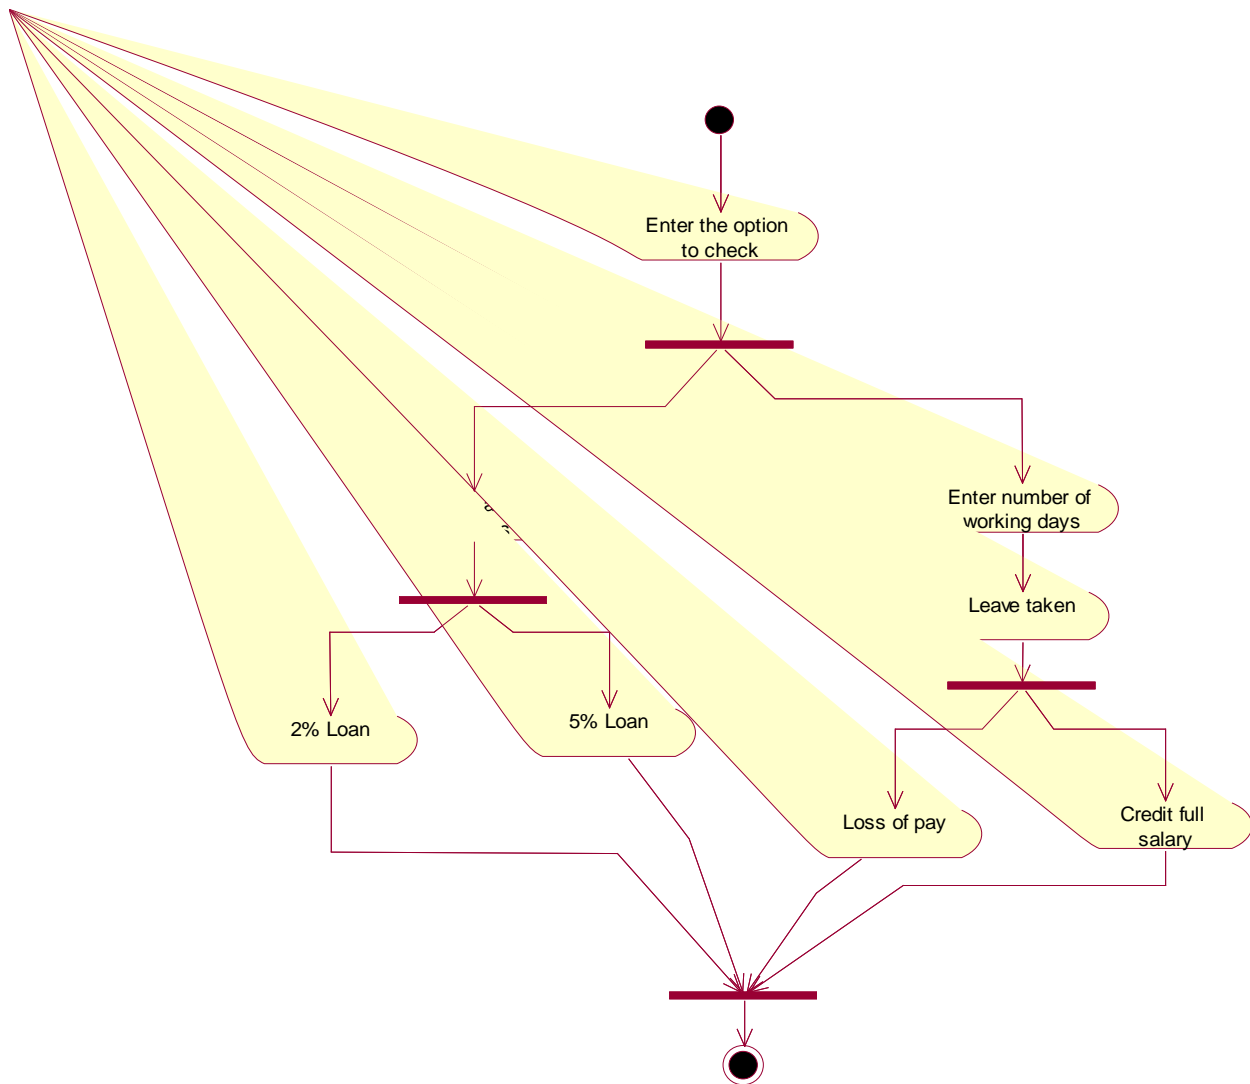 Enter the option
to check
Enter number of
working days
Leave taken
2% Loan
5% Loan
Loss of pay
Credit full
salary